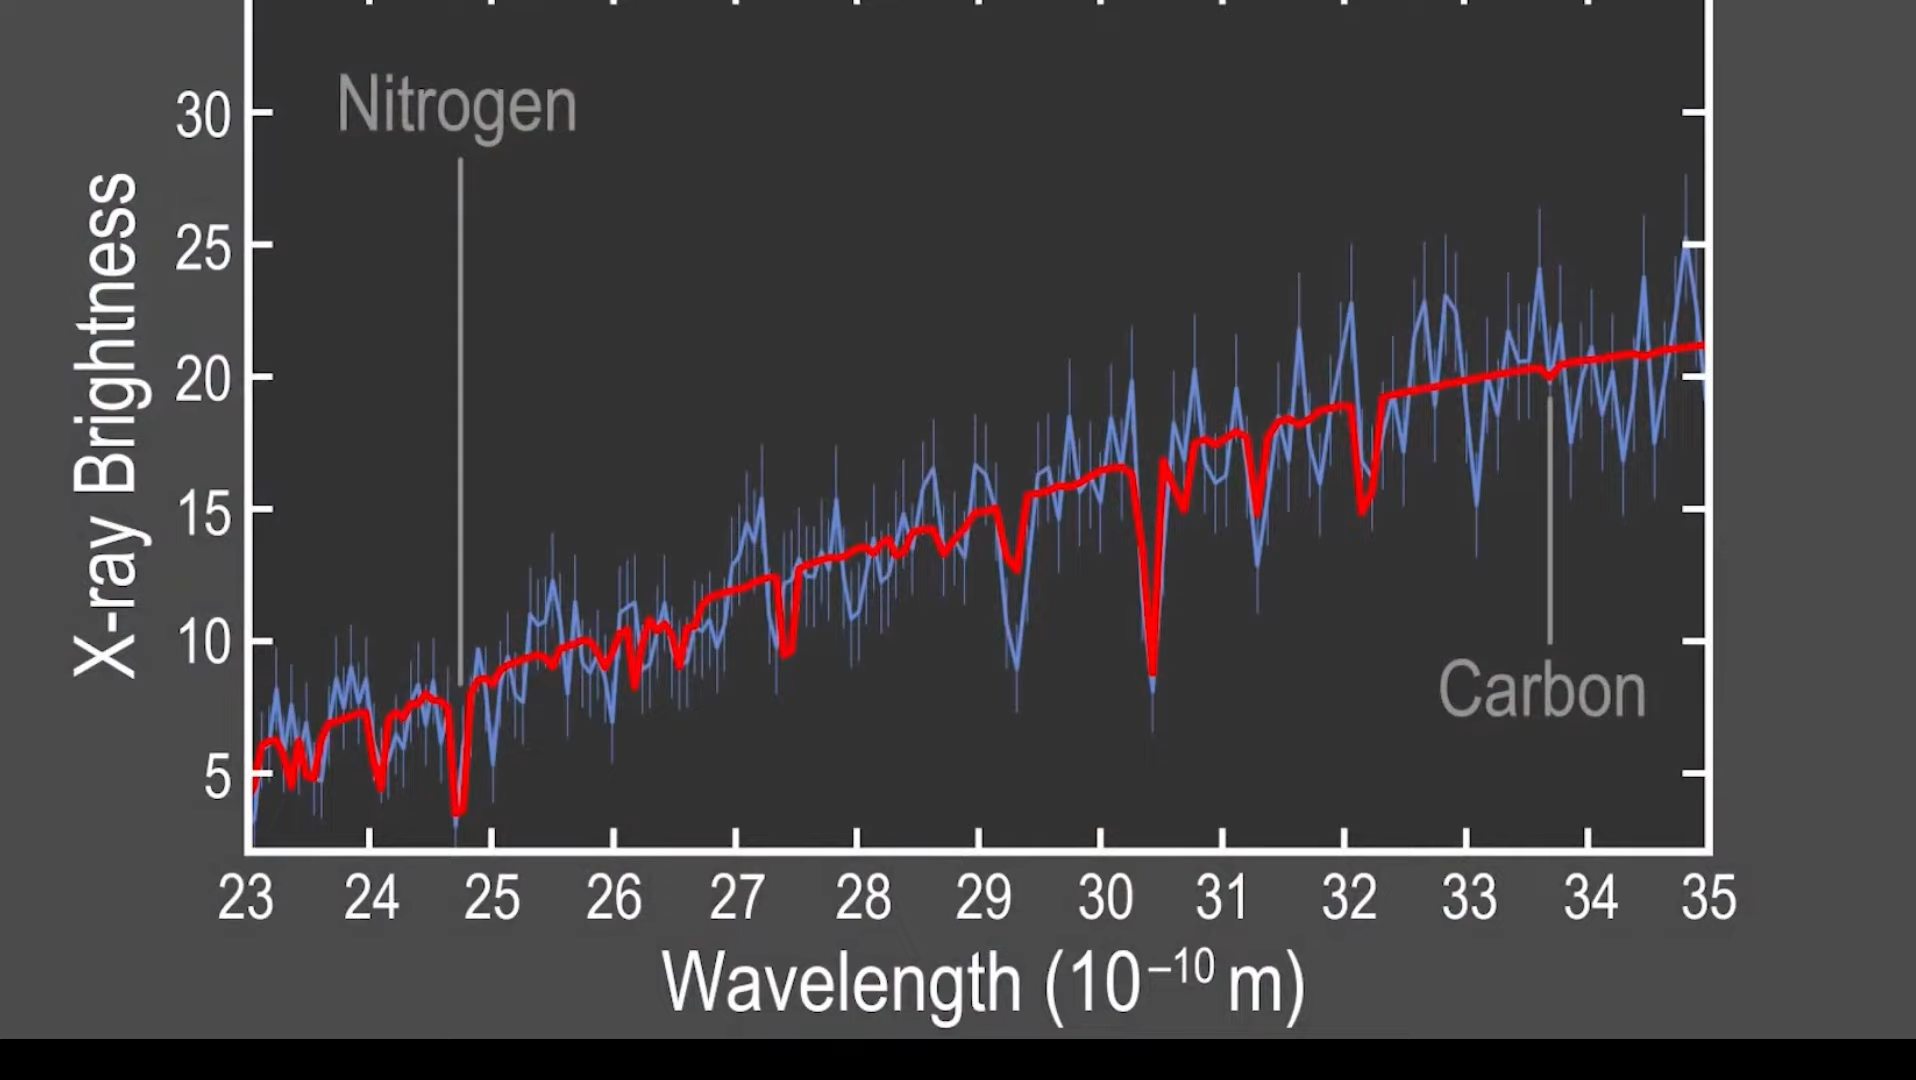 Nitrogen
30
25
20
15
10
5
X-ray Brightness
Carbon
23 24 25 26 27 28 29 30 31 32 33 34 35
Wavelength (10⁻¹⁰ m)